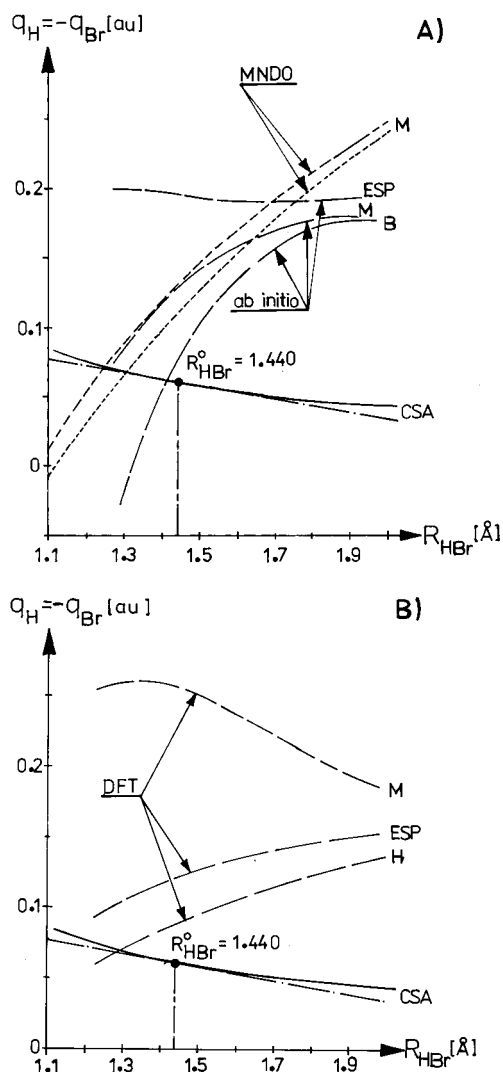 q_H=-q_Br [au]
A)
MNDO
M
0.2
ESP
M
B
ab initio
0.1
R°_HBr = 1.440
CSA
0
1.1 1.3 1.5 1.7 1.9 R_HBr [Å]
q_H=-q_Br [au]
B)
0.2
DFT
M
ESP
H
0.1
R°_HBr = 1.440
CSA
0
1.1 1.3 1.5 1.7 1.9 R_HBr [Å]